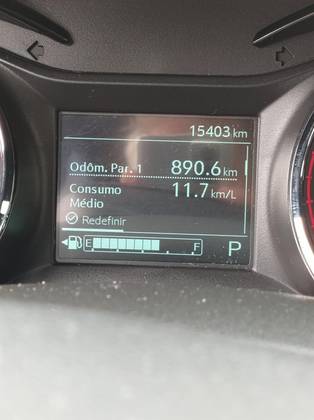 15403 km
Odôm. Par. 1 890.6 km
Consumo 11.7 km/L
Médio
Redefinir
E F P